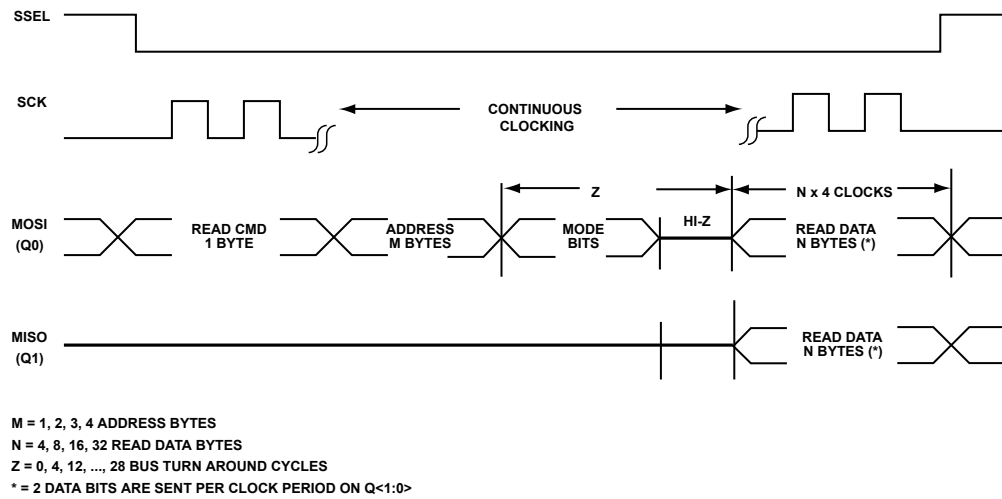 SSEL
SCK
CONTINUOUS
CLOCKING
Z
N x 4 CLOCKS
MOSI
(Q0)
READ CMD
1 BYTE
ADDRESS
M BYTES
MODE
BITS
HI-Z
READ DATA
N BYTES (*)
MISO
(Q1)
READ DATA
N BYTES (*)
M = 1, 2, 3, 4 ADDRESS BYTES
N = 4, 8, 16, 32 READ DATA BYTES
Z = 0, 4, 12, ..., 28 BUS TURN AROUND CYCLES
* = 2 DATA BITS ARE SENT PER CLOCK PERIOD ON Q<1:0>